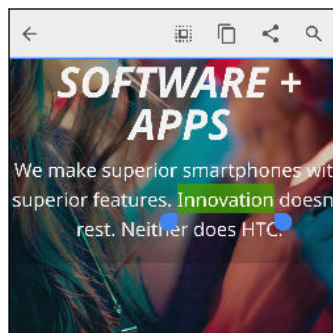 SOFTWARE +
APPS
We make superior smartphones wit
superior features. Innovation doesn
rest. Neither does HTC.